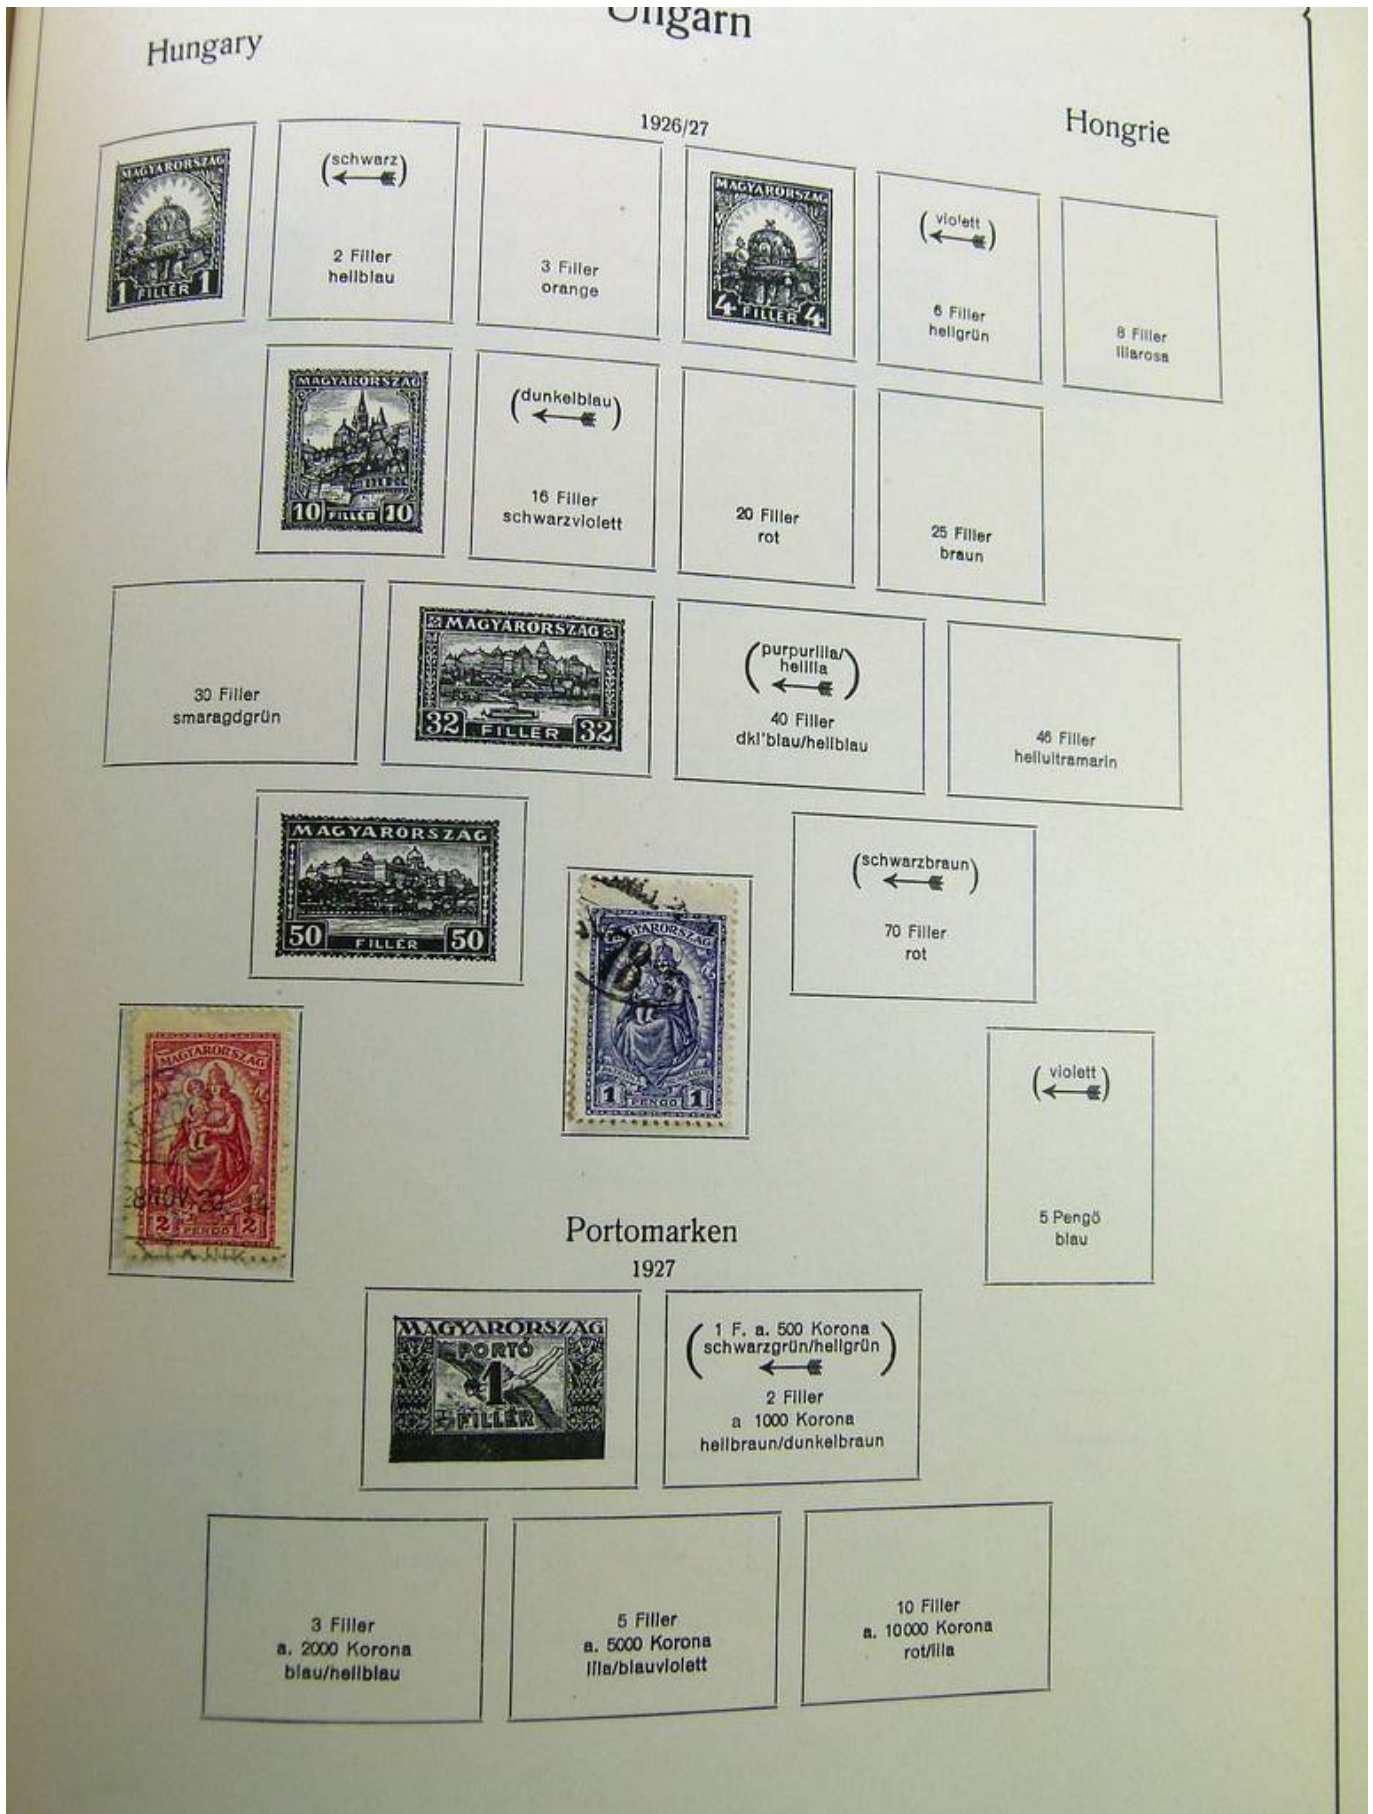 Ungarn
Hungary
Hongrie
1926/27
MAGYARORSZÁG
1 FILLÉR 1
(schwarz)
2 Filler
hellblau
3 Filler
orange
MAGYARORSZÁG
4 FILLÉR 4
(violett)
6 Filler
hellgrün
8 Filler
lilarosa
MAGYARORSZÁG
10 FILLÉR 10
(dunkelblau)
16 Filler
schwarzviolett
20 Filler
rot
25 Filler
braun
30 Filler
smaragdgrün
MAGYARORSZÁG
32 FILLÉR 32
(purpurlila/
hellila)
40 Filler
dkl'blau/hellblau
46 Filler
hellultramarin
MAGYARORSZÁG
50 FILLÉR 50
MAGYARORSZÁG
1 PENGŐ 1
(schwarzbraun)
70 Filler
rot
MAGYARORSZÁG
2 PENGŐ 2
(violett)
5 Pengö
blau
Portomarken
1927
MAGYARORSZÁG
PORTÓ
1
FILLÉR
(1 F. a. 500 Korona
schwarzgrün/hellgrün)
2 Filler
a 1000 Korona
hellbraun/dunkelbraun
3 Filler
a. 2000 Korona
blau/hellblau
5 Filler
a. 5000 Korona
lila/blauviolett
10 Filler
a. 10000 Korona
rot/lila